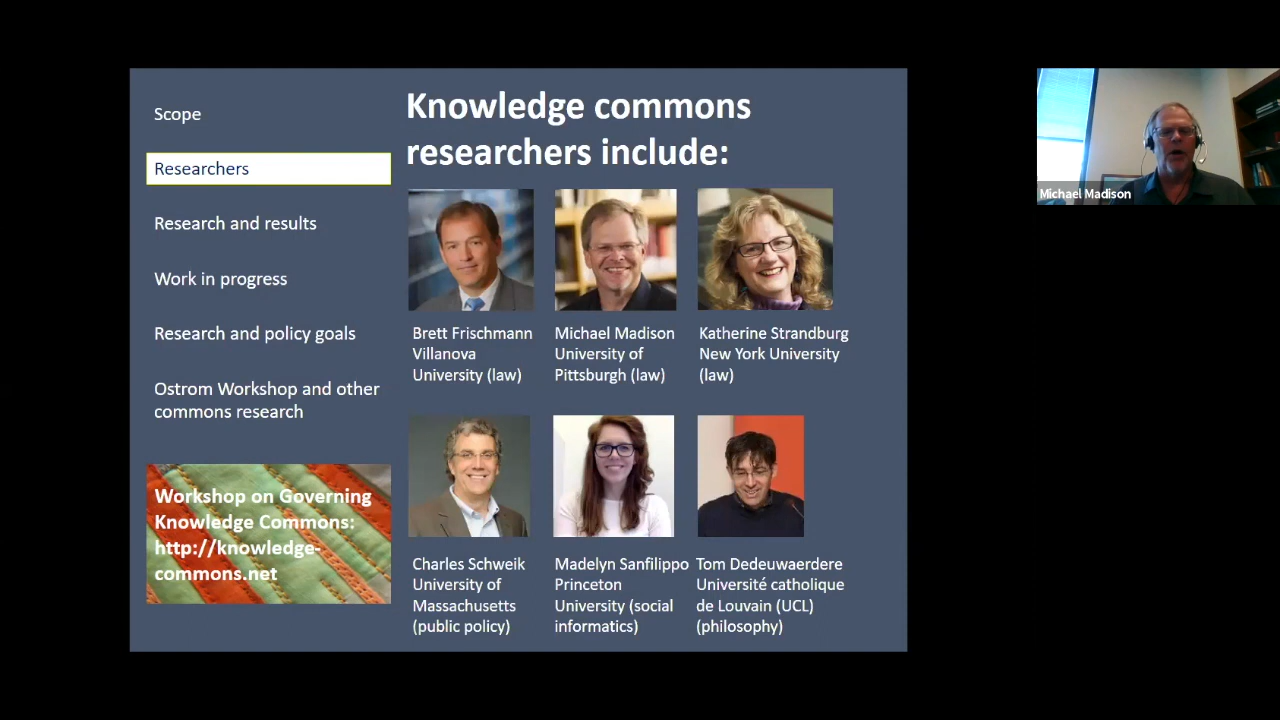 Scope
Researchers
Research and results
Work in progress
Research and policy goals
Ostrom Workshop and other
commons research
Workshop on Governing
Knowledge Commons:
http://knowledge-
commons.net
Knowledge commons
researchers include:
Brett Frischmann
Villanova
University (law)
Michael Madison
University of
Pittsburgh (law)
Katherine Strandburg
New York University
(law)
Charles Schweik
University of
Massachusetts
(public policy)
Madelyn Sanfilippo
Princeton
University (social
informatics)
Tom Dedeuwaerdere
Université catholique
de Louvain (UCL)
(philosophy)
Michael Madison